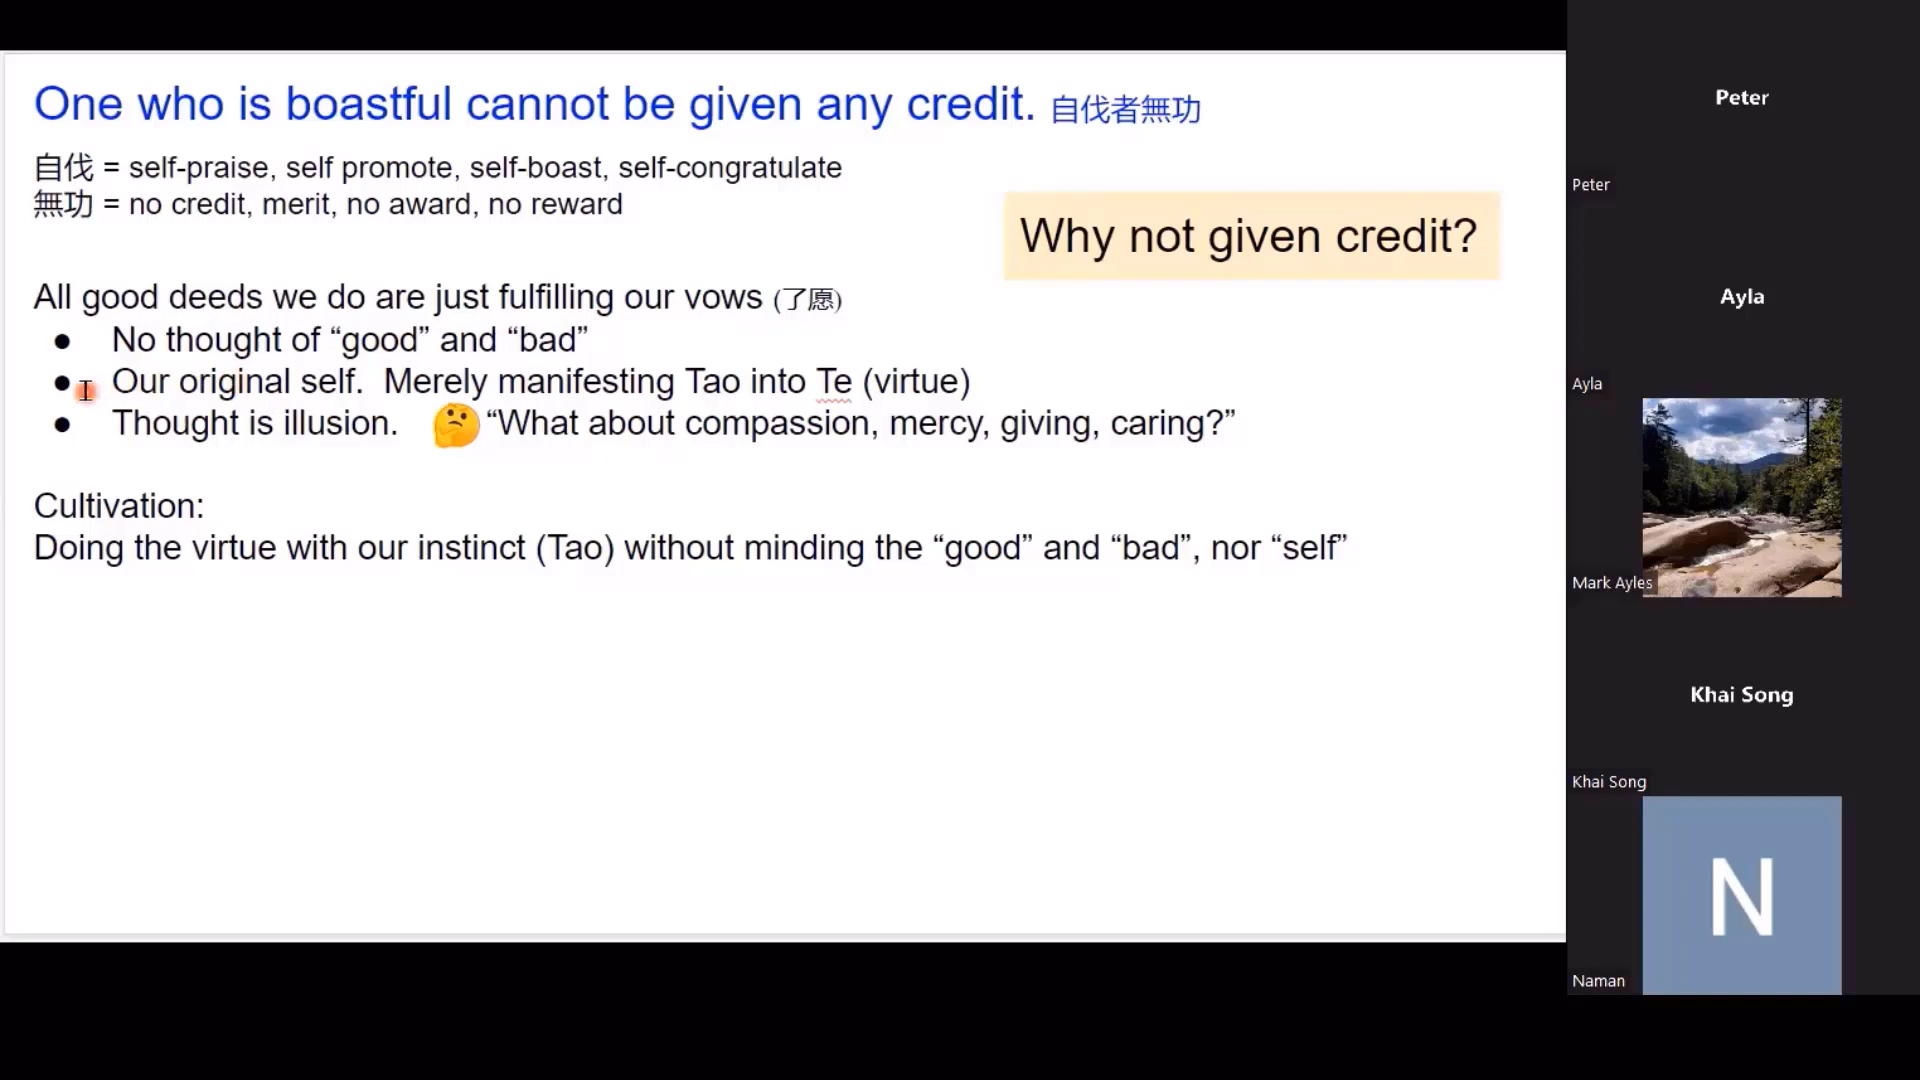 One who is boastful cannot be given any credit. 自伐者無功
自伐 = self-praise, self promote, self-boast, self-congratulate
無功 = no credit, merit, no award, no reward
Why not given credit?
All good deeds we do are just fulfilling our vows (了愿)
● No thought of “good” and “bad”
● Our original self. Merely manifesting Tao into Te (virtue)
● Thought is illusion. 🤔 “What about compassion, mercy, giving, caring?”
Cultivation:
Doing the virtue with our instinct (Tao) without minding the “good” and “bad”, nor “self”
Peter
Peter
Ayla
Ayla
Mark Ayles
Khai Song
Khai Song
N
Naman